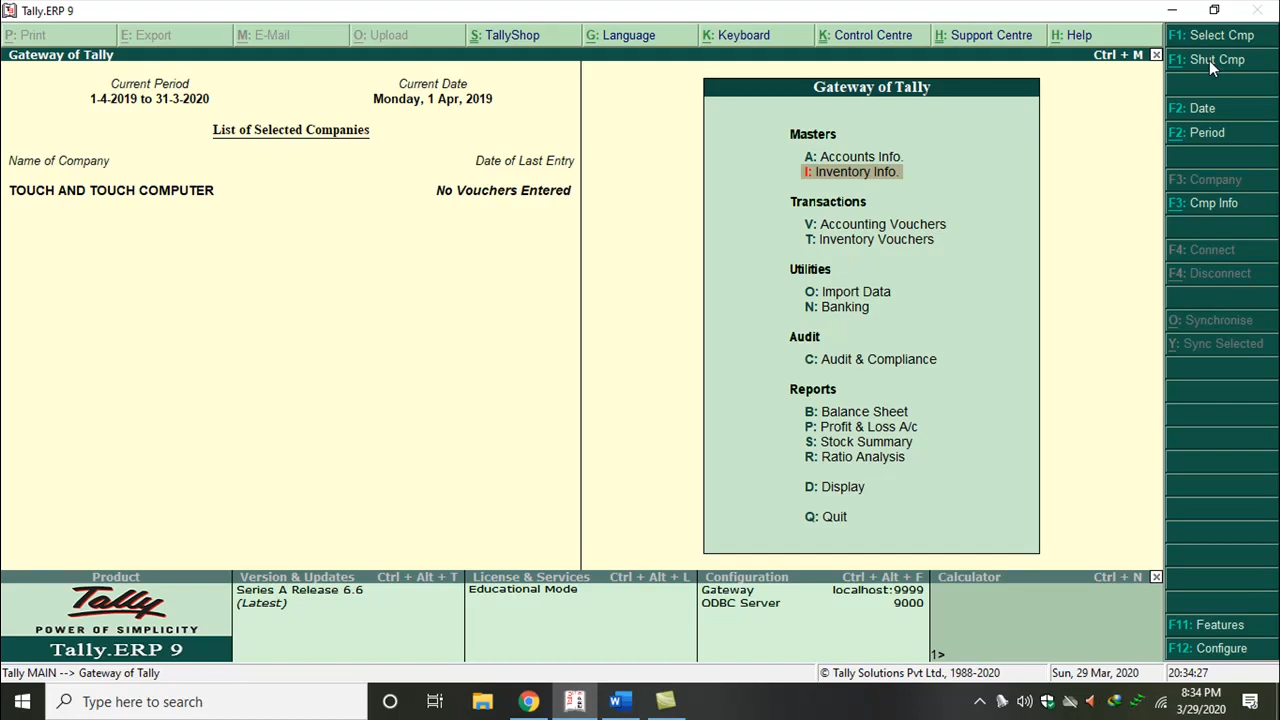 Tally.ERP 9
P: Print
E: Export
M: E-Mail
O: Upload
S: TallyShop
G: Language
K: Keyboard
K: Control Centre
H: Support Centre
H: Help
Gateway of Tally
Ctrl + M
Current Period
Current Date
1-4-2019 to 31-3-2020
Monday, 1 Apr, 2019
List of Selected Companies
Name of Company
Date of Last Entry
TOUCH AND TOUCH COMPUTER
No Vouchers Entered
Gateway of Tally
Masters
A: Accounts Info.
I: Inventory Info.
Transactions
V: Accounting Vouchers
T: Inventory Vouchers
Utilities
O: Import Data
N: Banking
Audit
C: Audit & Compliance
Reports
B: Balance Sheet
P: Profit & Loss A/c
S: Stock Summary
R: Ratio Analysis
D: Display
Q: Quit
F1: Select Cmp
F1: Shut Cmp
F2: Date
F2: Period
F3: Company
F3: Cmp Info
F4: Connect
F4: Disconnect
O: Synchronise
Y: Sync Selected
F11: Features
F12: Configure
Product
Tally
POWER OF SIMPLICITY
Tally.ERP 9
Version & Updates Ctrl + Alt + T
Series A Release 6.6
(Latest)
License & Services Ctrl + Alt + L
Educational Mode
Configuration Ctrl + Alt + F
Gateway localhost:9999
ODBC Server 9000
Calculator Ctrl + N
1>
Tally MAIN --> Gateway of Tally
© Tally Solutions Pvt Ltd., 1988-2020
Sun, 29 Mar, 2020
20:34:27
Type here to search
8:34 PM
3/29/2020